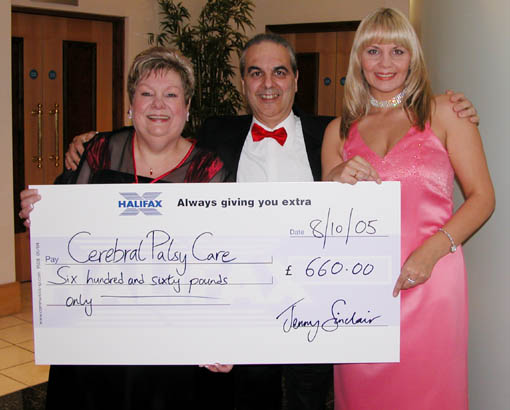 HALIFAX Always giving you extra
Date 8/10/05
Pay Cerebral Palsy Care
Six hundred and sixty pounds £ 660.00
only
Jenny Sinclair